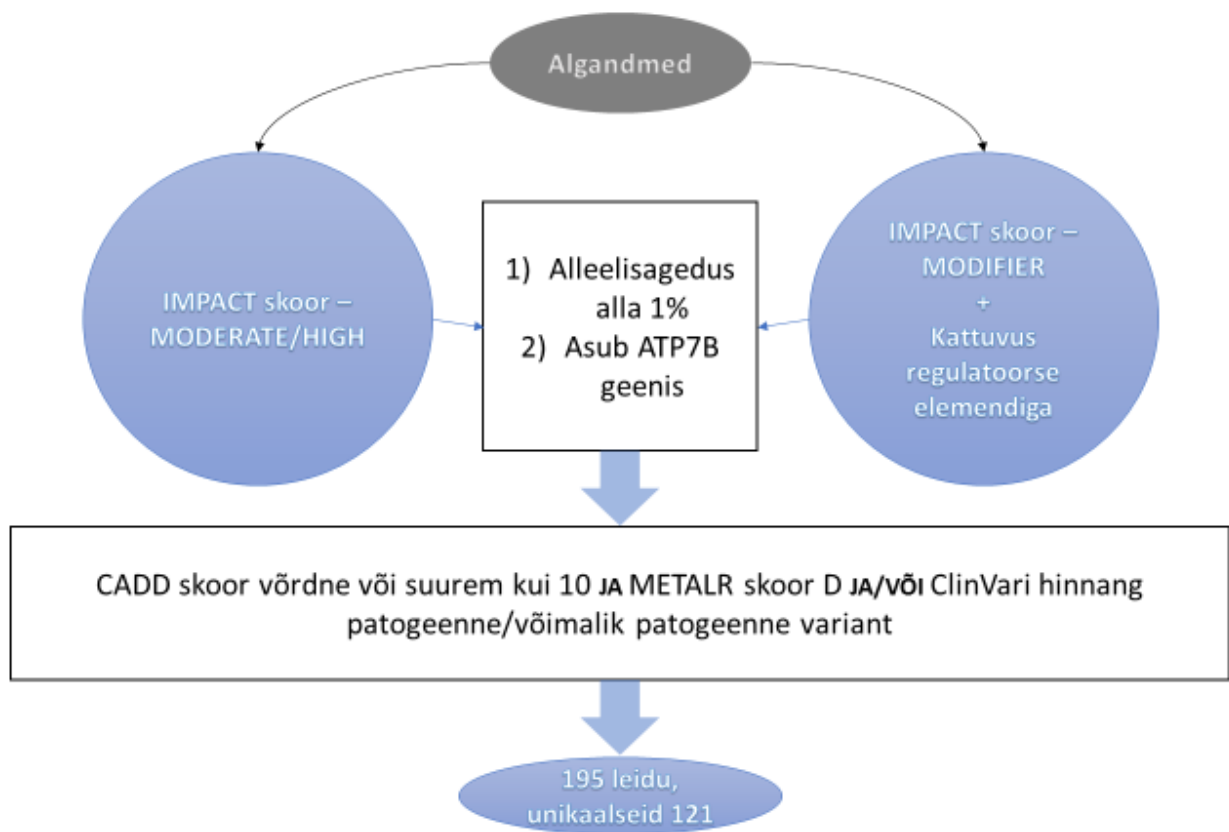 Algandmed
IMPACT skoor –
MODERATE/HIGH
1) Alleelisagedus
alla 1%
2) Asub ATP7B
geenis
IMPACT skoor –
MODIFIER
+
Kattuvus
regulatoorse
elemendiga
CADD skoor võrdne või suurem kui 10 JA METALR skoor D JA/VÕI ClinVari hinnang
patogeenne/võimalik patogeenne variant
195 leidu,
unikaalseid 121